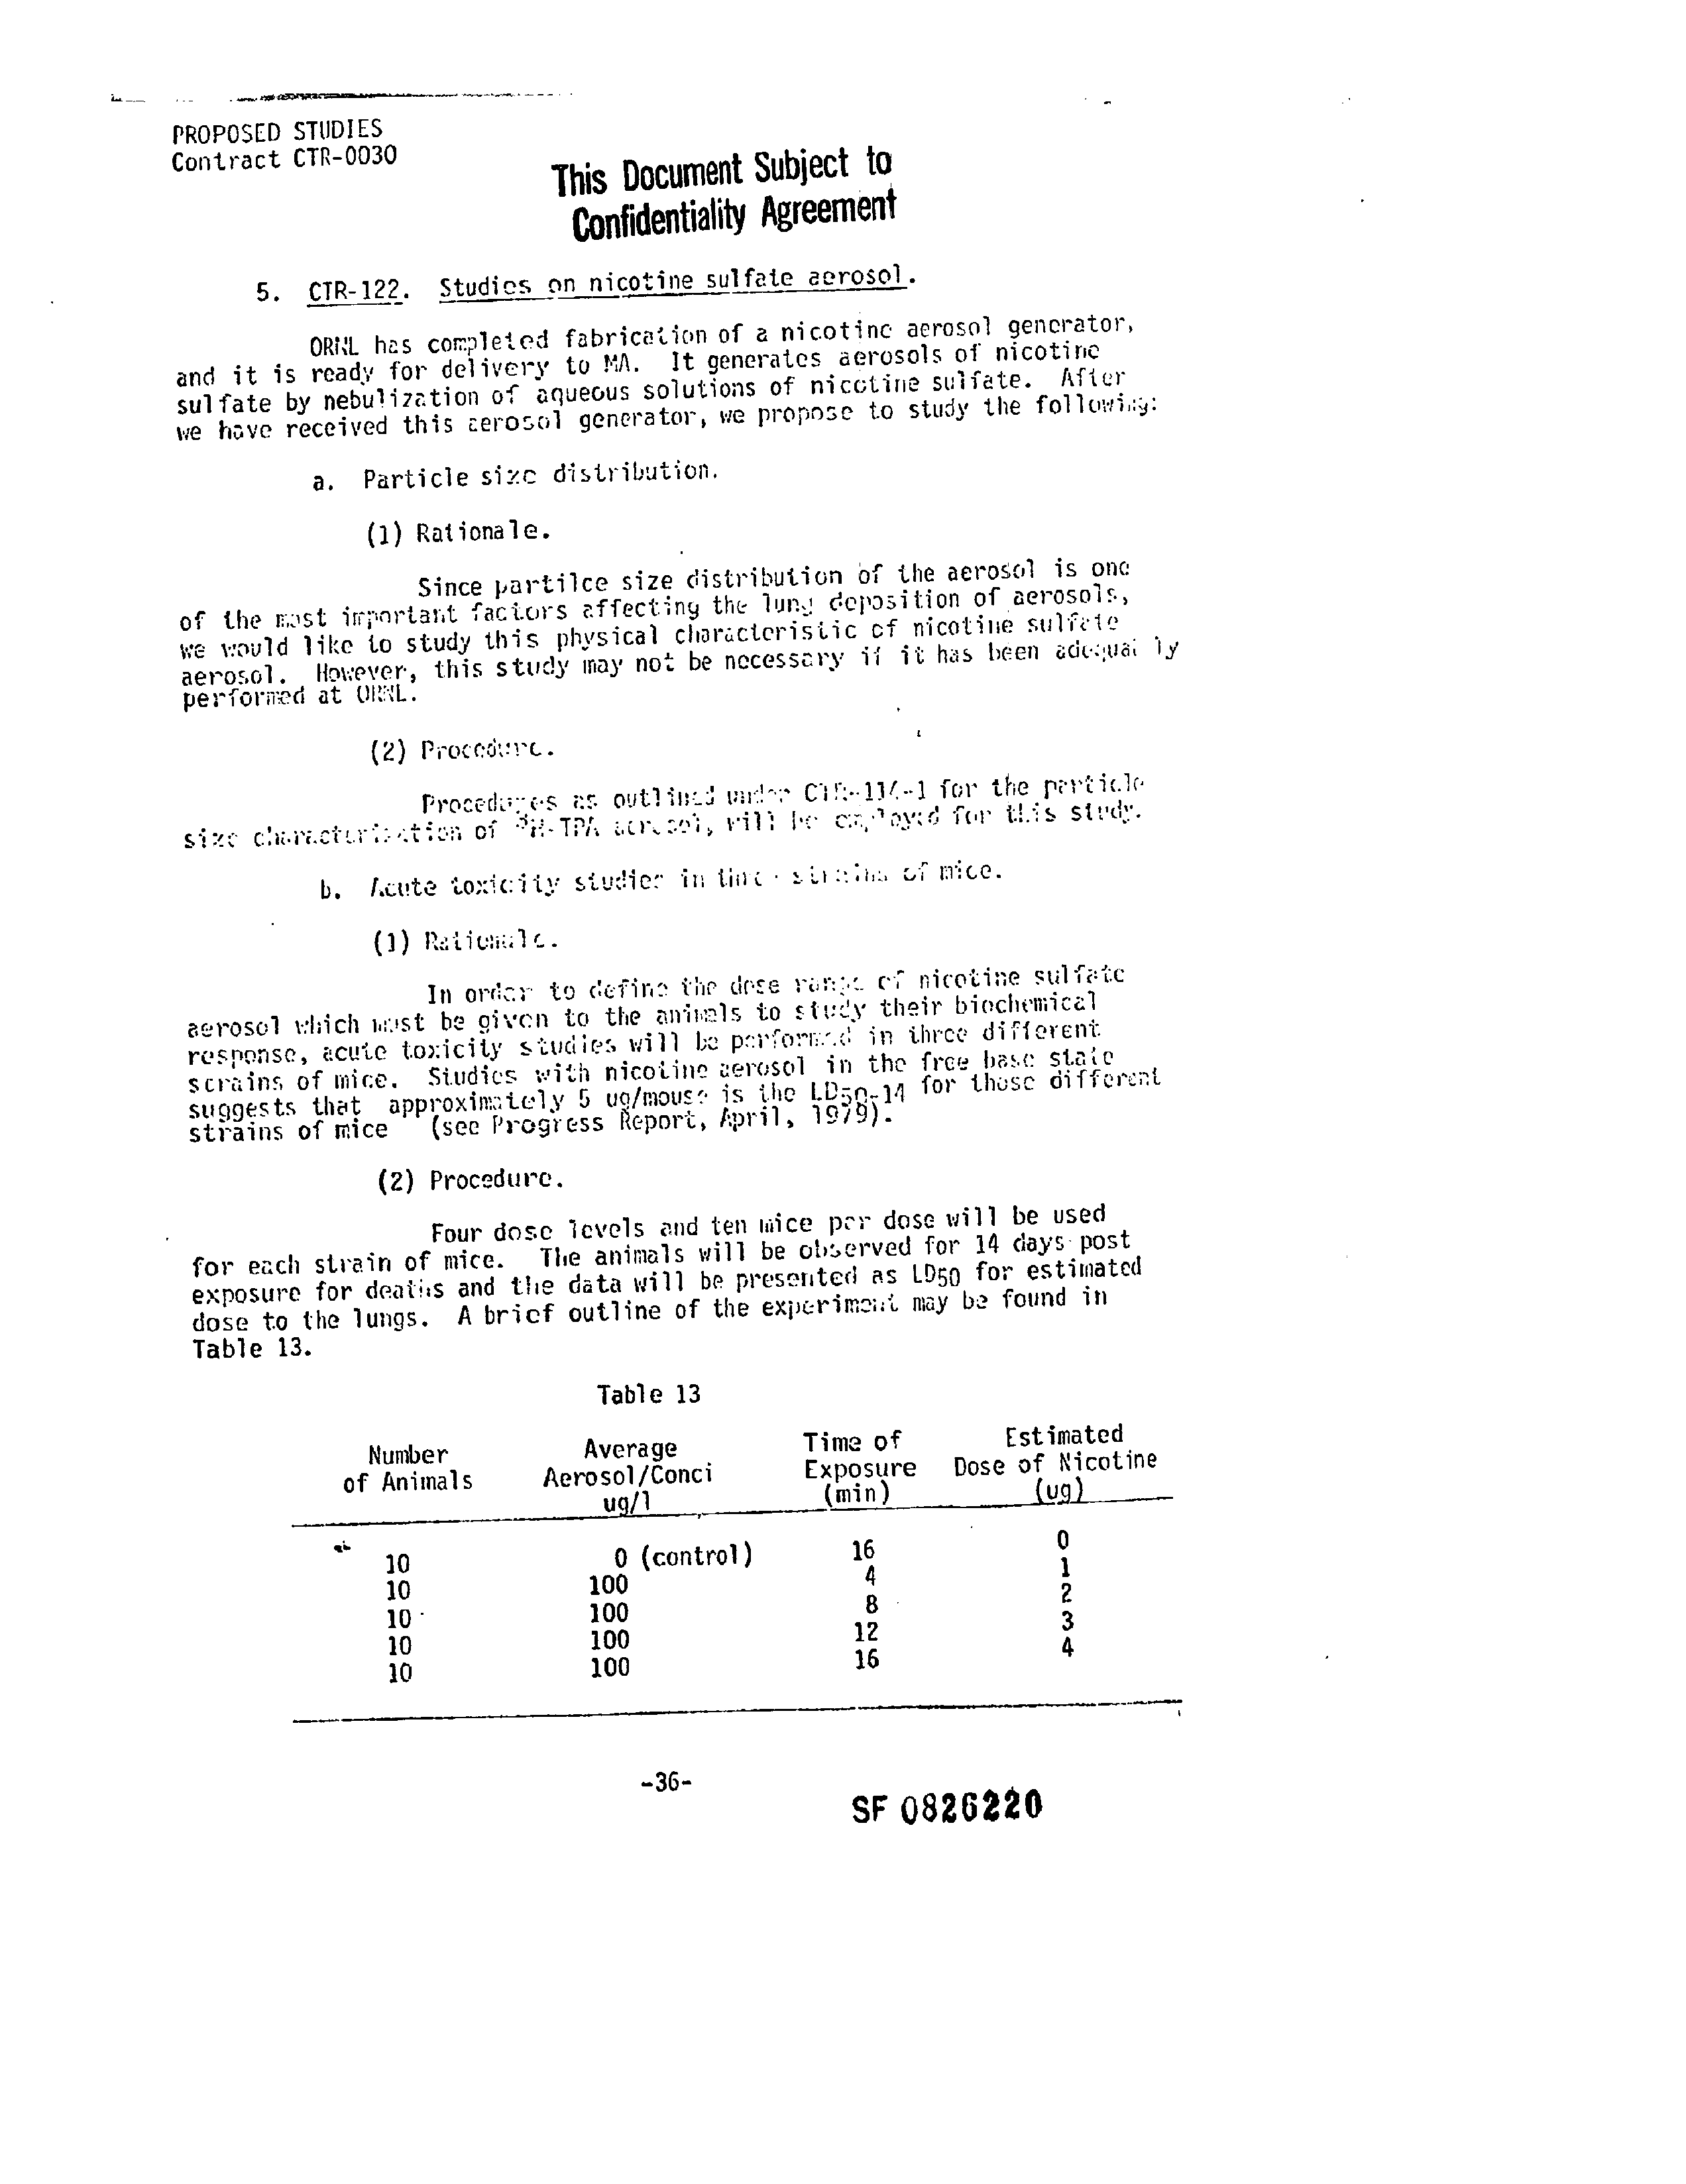 PROPOSED STUDIES
Contract CTR-0030
This Document Subject to
Confidentiality Agreement
5. CTR-122. Studies on nicotine sulfate aerosol.
ORNL has completed fabrication of a nicotine aerosol generator,
and it is ready for delivery to MA. It generates aerosols of nicotine
sulfate by nebulization of aqueous solutions of nicotine sulfate. After
we have received this aerosol generator, we propose to study the following:
a. Particle size distribution.
(1) Rationale.
Since partilce size distribution of the aerosol is one
of the most important factors affecting the lung deposition of aerosols,
we would like to study this physical characteristic of nicotine sulfate
aerosol. However, this study may not be necessary if it has been
performed at ORNL.
(2) Procedure.
Procedures as outlined under for the particle
size characterization of ³H-TPA aerosol, will be employed for this study.
b. Acute toxicity studies in three strains of mice.
(1) Rationale.
In order to define the dose range of nicotine sulfate
aerosol which must be given to the animals to study their biochemical
response, acute toxicity studies will be performed in three different
scrains of mice. Studies with nicotine aerosol in the free base state
suggests that approximately 5 ug/mouse is the LD50-14 for those different
strains of mice (see Progress Report, April, 1979).
(2) Procedure.
Four dose levels and ten mice per dose will be used
for each strain of mice. The animals will be observed for 14 days post
exposure for deaths and the data will be presented as LD50 for estimated
dose to the lungs. A brief outline of the experiment may be found in
Table 13.
Table 13
Number Average Time of Estimated
of Animals Aerosol/Conci Exposure Dose of Nicotine
ug/l (min) (ug)
10 0 (control) 16 0
10 100 4 1
10 100 8 2
10 100 12 3
10 100 16 4
-36-
SF 0826220